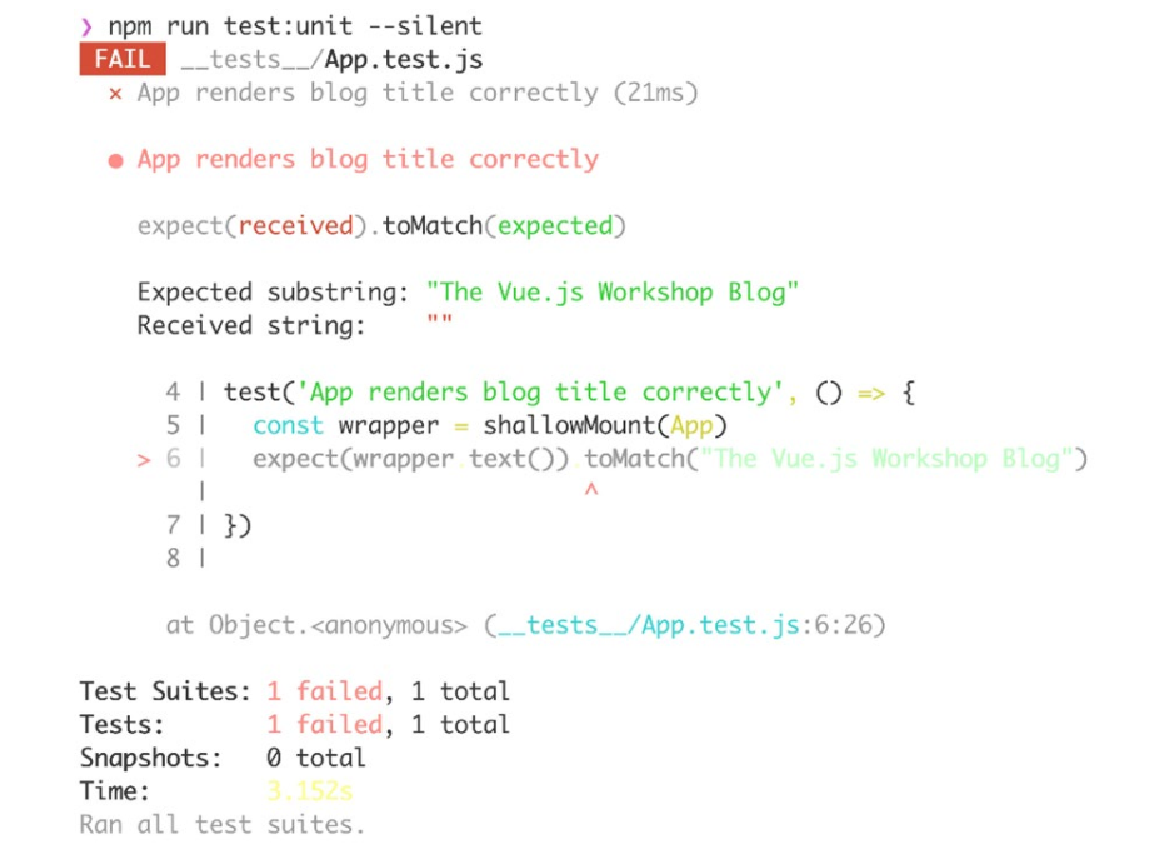 ❯ npm run test:unit --silent
FAIL __tests__/App.test.js
× App renders blog title correctly (21ms)
● App renders blog title correctly
expect(received).toMatch(expected)
Expected substring: "The Vue.js Workshop Blog"
Received string: ""
4 | test('App renders blog title correctly', () => {
5 | const wrapper = shallowMount(App)
> 6 | expect(wrapper.text()).toMatch("The Vue.js Workshop Blog")
| ^
7 | })
8 |
at Object.<anonymous> (__tests__/App.test.js:6:26)
Test Suites: 1 failed, 1 total
Tests: 1 failed, 1 total
Snapshots: 0 total
Time: 3.152s
Ran all test suites.